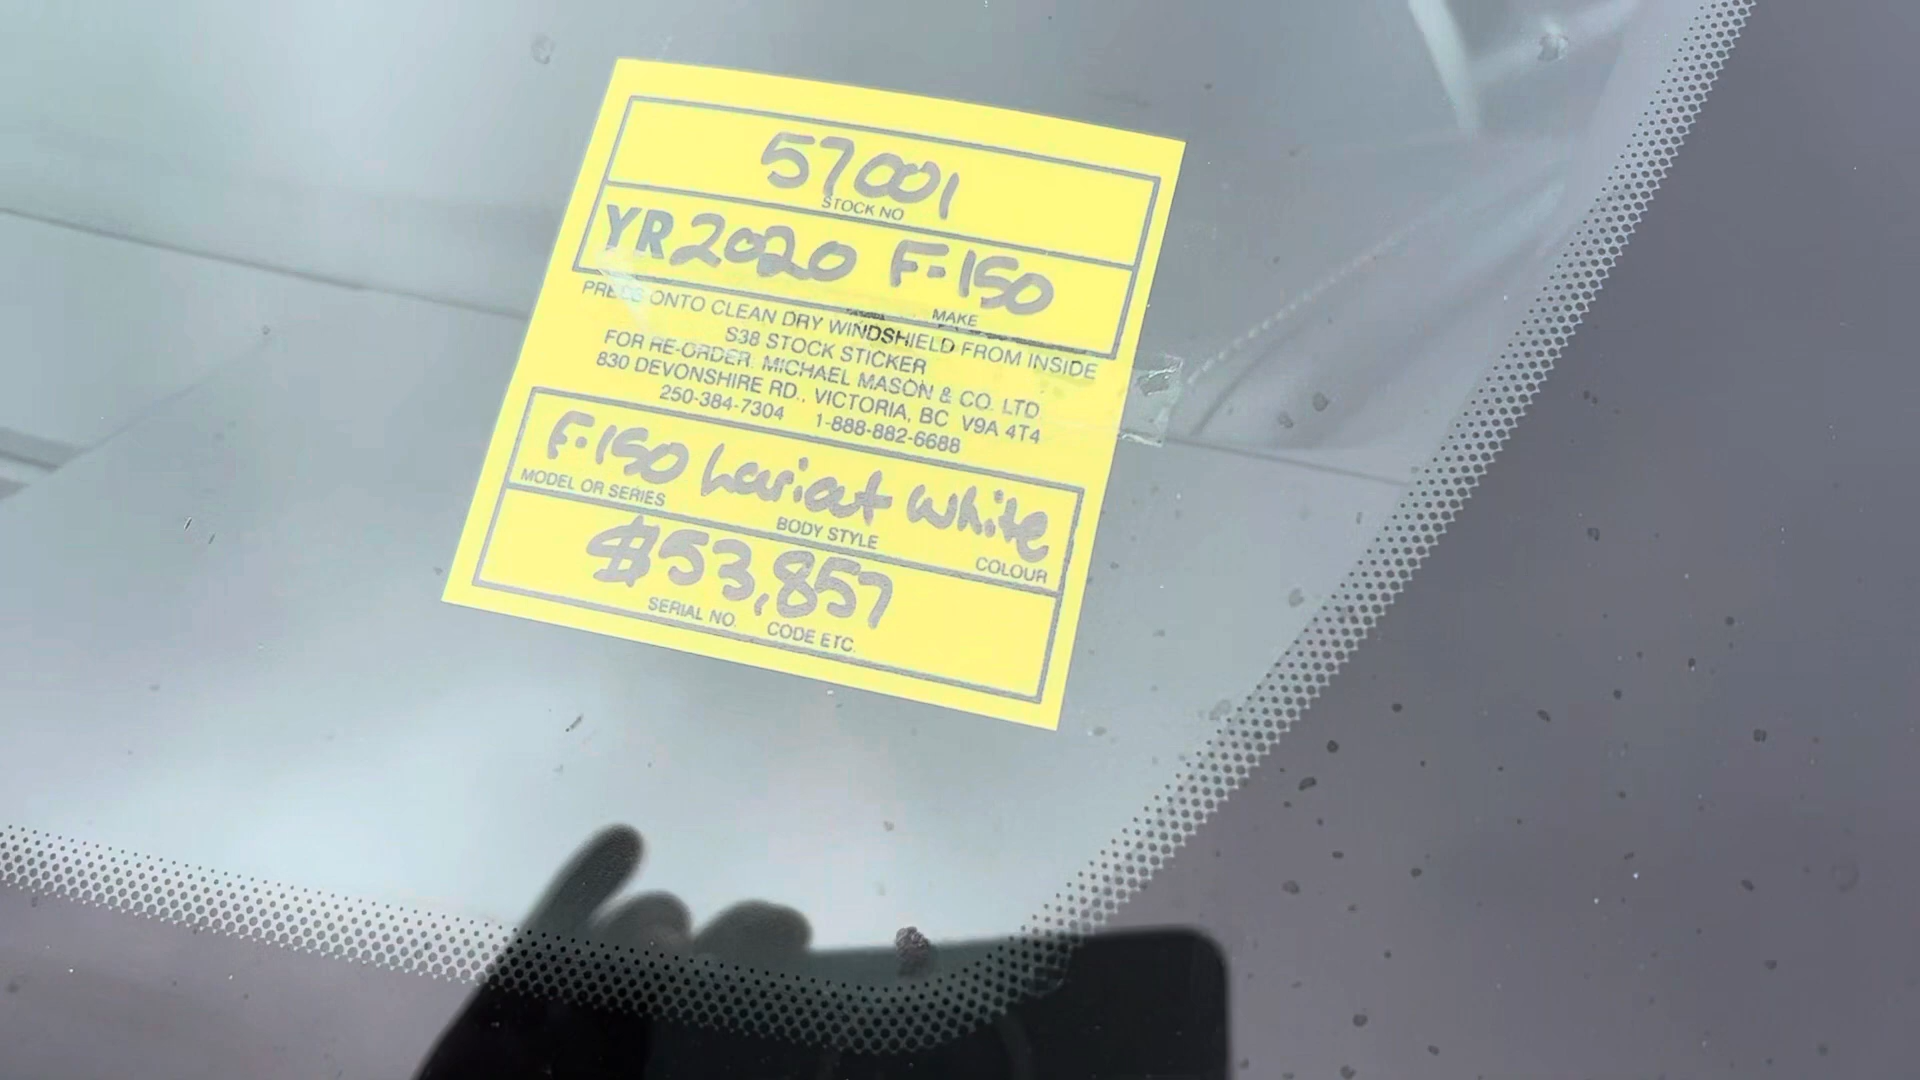 57001
STOCK NO
YR 2020 F-150
MAKE
PRESS ONTO CLEAN DRY WINDSHIELD FROM INSIDE
S38 STOCK STICKER
FOR RE-ORDER MICHAEL MASON & CO. LTD
830 DEVONSHIRE RD., VICTORIA, BC V9A 4T4
250-384-7304 1-888-882-6688
F-150 Lariat White
MODEL OR SERIES BODY STYLE COLOUR
$53,857
SERIAL NO. CODE ETC.